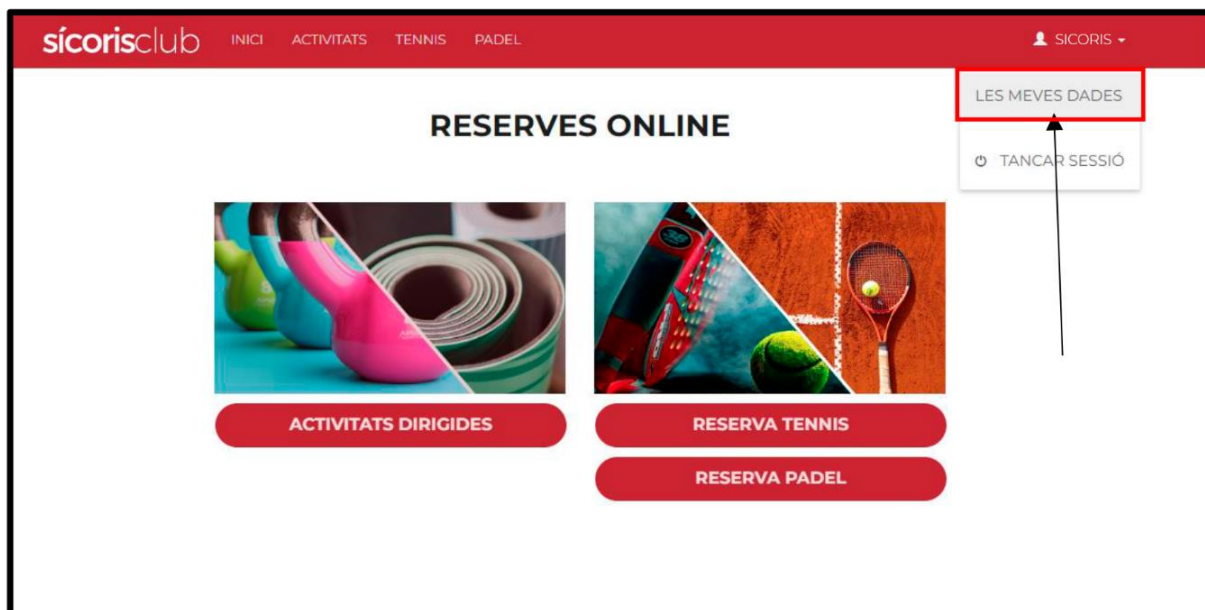 sícorisclub INICI ACTIVITATS TENNIS PADEL SICORIS
LES MEVES DADES
TANCAR SESSIÓ
RESERVES ONLINE
ACTIVITATS DIRIGIDES
RESERVA TENNIS
RESERVA PADEL